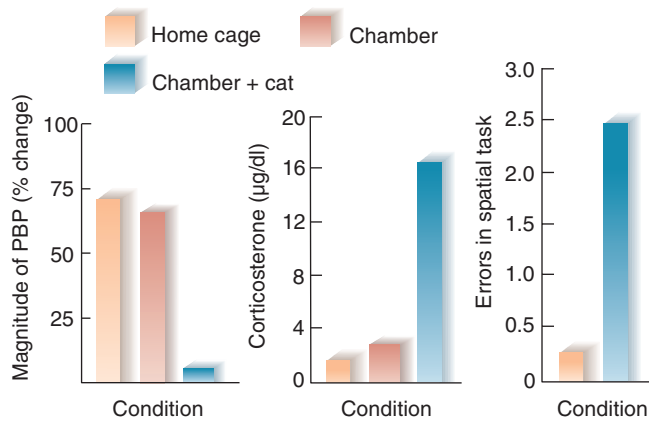 Home cage
Chamber
Chamber + cat
Magnitude of PBP (% change)
100
75
50
25
Condition
Corticosterone (µg/dl)
20
16
12
8
4
0
Condition
Errors in spatial task
3.0
2.5
2.0
1.5
1.0
0.5
0
Condition